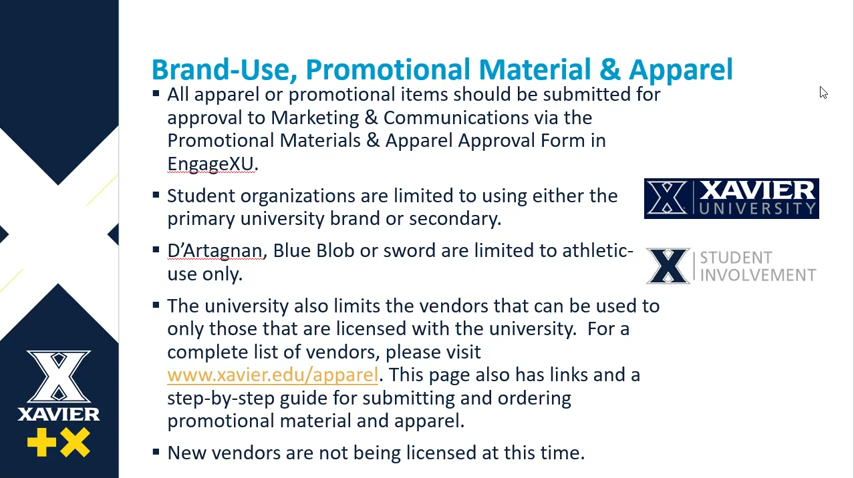 Brand-Use, Promotional Material & Apparel
▪ All apparel or promotional items should be submitted for
approval to Marketing & Communications via the
Promotional Materials & Apparel Approval Form in
EngageXU.
▪ Student organizations are limited to using either the
primary university brand or secondary.
▪ D’Artagnan, Blue Blob or sword are limited to athletic-
use only.
▪ The university also limits the vendors that can be used to
only those that are licensed with the university.  For a
complete list of vendors, please visit
www.xavier.edu/apparel. This page also has links and a
step-by-step guide for submitting and ordering
promotional material and apparel.
▪ New vendors are not being licensed at this time.
X XAVIER
UNIVERSITY
X STUDENT
INVOLVEMENT
X
XAVIER